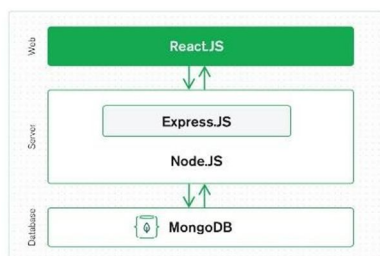 Web
React.JS
Server
Express.JS
Node.JS
Database
MongoDB